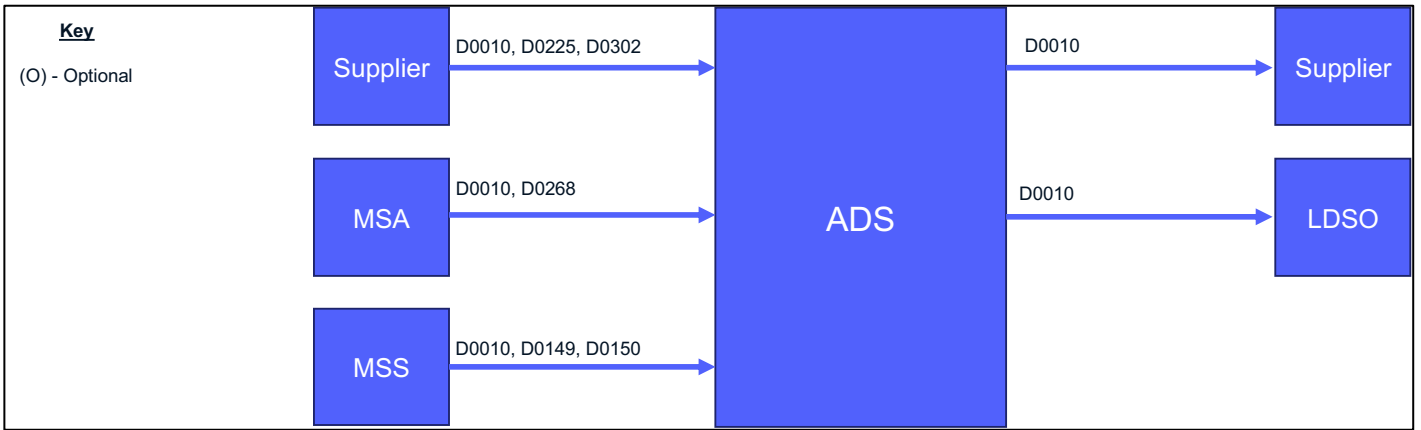 Key
(O) - Optional
Supplier
D0010, D0225, D0302
D0010
Supplier
MSA
D0010, D0268
ADS
D0010
LDSO
MSS
D0010, D0149, D0150